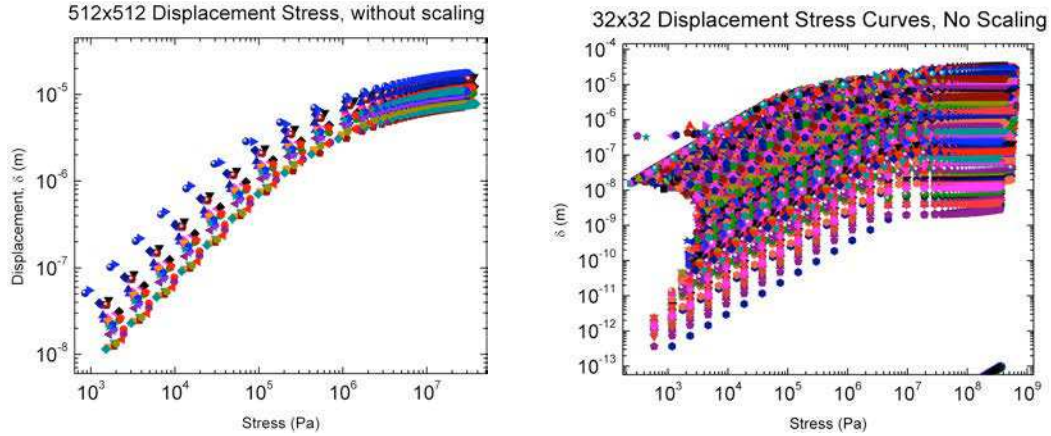 512x512 Displacement Stress, without scaling
10^-5
10^-6
10^-7
10^-8
Displacement, δ (m)
10^3 10^4 10^5 10^6 10^7
Stress (Pa)
32x32 Displacement Stress Curves, No Scaling
10^-4
10^-5
10^-6
10^-7
10^-8
10^-9
10^-10
10^-11
10^-12
10^-13
δ (m)
10^3 10^4 10^5 10^6 10^7 10^8 10^9
Stress (Pa)